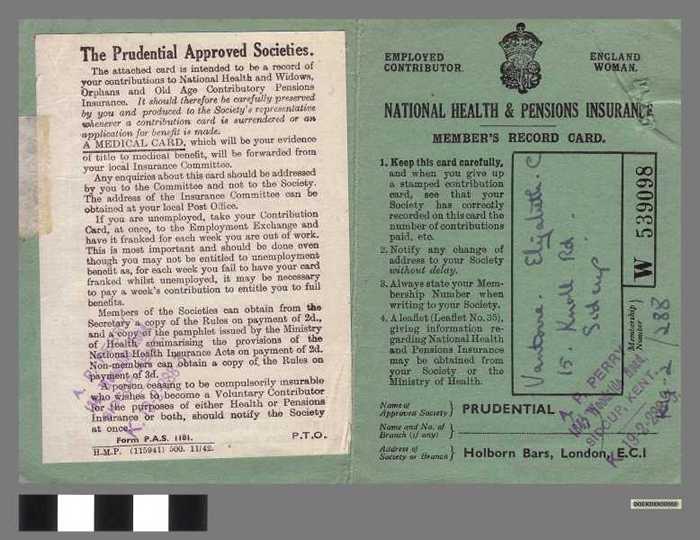 The Prudential Approved Societies.
The attached card is intended to be a record of
your contributions to National Health and Widows,
Orphans and Old Age Contributory Pensions
Insurance. It should therefore be carefully preserved
by you and produced to the Society's representative
whenever a contribution card is surrendered or an
application for benefit is made.
A MEDICAL CARD, which will be your evidence
of title to medical benefit, will be forwarded from
your local Insurance Committee.
Any enquiries about this card should be addressed
by you to the Committee and not to the Society.
The address of the Insurance Committee can be
obtained at your local Post Office.
If you are unemployed, take your Contribution
Card, at once, to the Employment Exchange and
have it franked for each week you are out of work.
This is most important and should be done even
though you may not be entitled to unemployment
benefit as, for each week you fail to have your card
franked whilst unemployed, it may be necessary
to pay a week's contribution to entitle you to full
benefits.
Members of the Societies can obtain from the
Secretary a copy of the Rules on payment of 2d.,
and a copy of the pamphlet issued by the Ministry
of Health summarising the provisions of the
National Health Insurance Acts on payment of 2d.
Non-members can obtain a copy of the Rules on
payment of 3d.
A person ceasing to be compulsorily insurable
who wishes to become a Voluntary Contributor
for the purposes of either Health or Pensions
Insurance or both, should notify the Society
at once.
Form P.A.S. 1181. P.T.O.
H.M.P. (115941) 500. 11/42.
EMPLOYED CONTRIBUTOR.
ENGLAND WOMAN.
NATIONAL HEALTH & PENSIONS INSURANCE
MEMBER'S RECORD CARD.
1. Keep this card carefully,
and when you give up
a stamped contribution
card, see that your
Society has correctly
recorded on this card the
number of contributions
paid, etc.
2. Notify any change of
address to your Society
without delay.
3. Always state your Membership Number when
writing to your Society.
4. A leaflet (Leaflet No. 35),
giving information regarding National Health
and Pensions Insurance
may be obtained from
your Society or the
Ministry of Health.
Elizabeth. C
15. Knoll Rd
Sidcup
W 539098
Membership Number
/288
Name of Approved Society } PRUDENTIAL
Name and No. of Branch (if any) }
Address of Society or Branch } Holborn Bars, London, E.C.1
A. P. PERRY
SIDCUP, KENT.